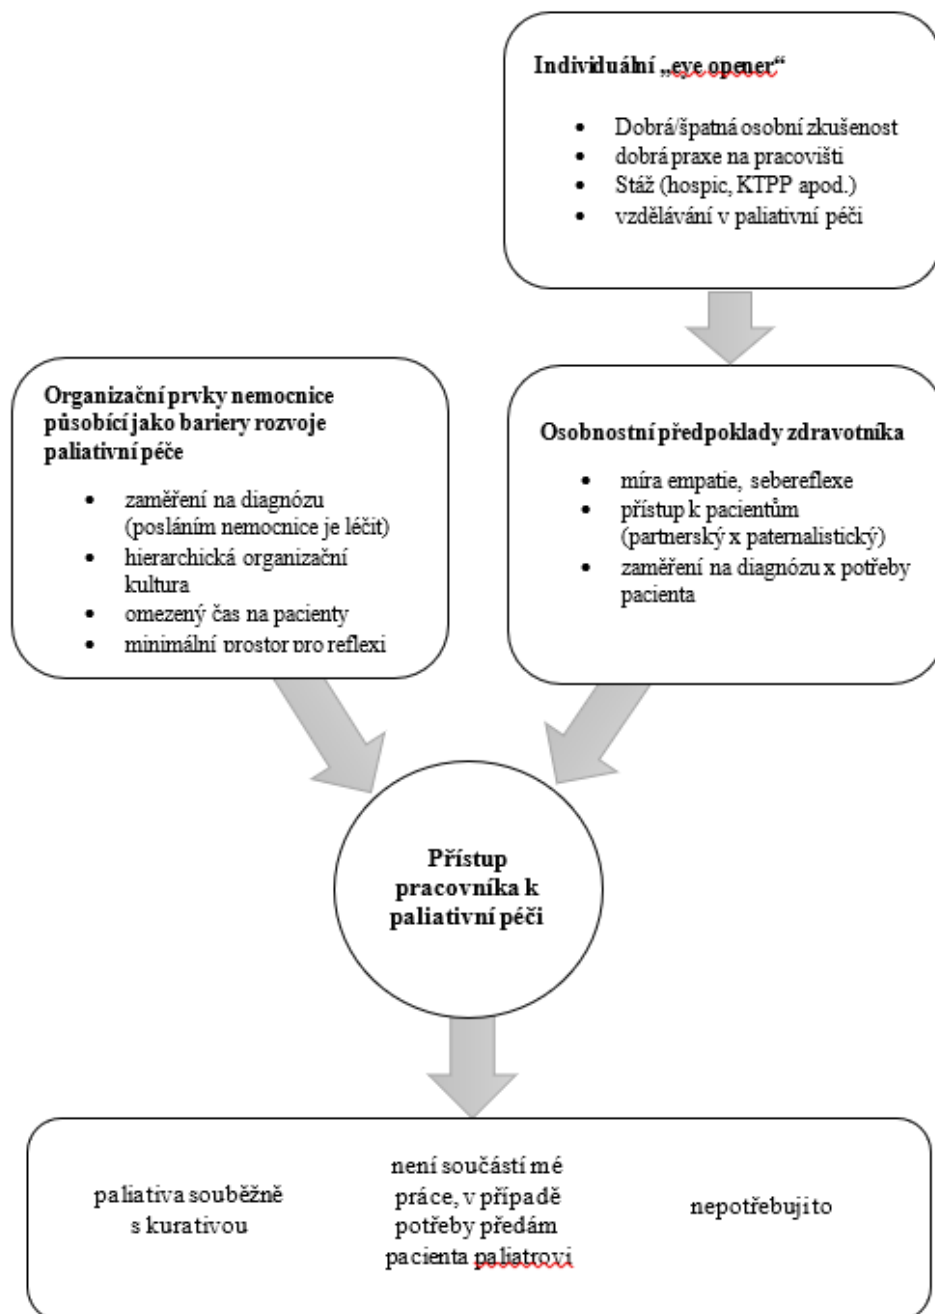 Individuální „eye opener“
• Dobrá/špatná osobní zkušenost
• dobrá praxe na pracovišti
• Stáž (hospic, KTPP apod.)
• vzdělávání v paliativní péči
Organizační prvky nemocnice
působící jako bariery rozvoje
paliativní péče
• zaměření na diagnózu
(posláním nemocnice je léčit)
• hierarchická organizační
kultura
• omezený čas na pacienty
• minimální prostor pro reflexi
Osobnostní předpoklady zdravotníka
• míra empatie, sebereflexe
• přístup k pacientům
(partnerský x paternalistický)
• zaměření na diagnózu x potřeby
pacienta
Přístup
pracovníka k
paliativní péči
paliativa souběžně
s kurativou
není součástí mé
práce, v případě
potřeby předám
pacienta paliatrovi
nepotřebuji to